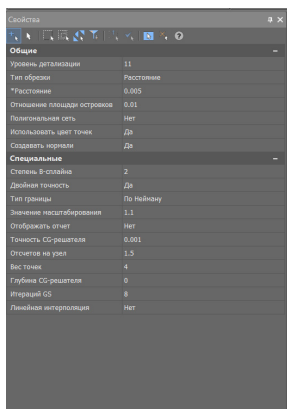 Свойства
Общие
Уровень детализации 11
Тип обрезки Расстояние
*Расстояние 0.005
Отношение площади островков 0.01
Полигональная сеть Нет
Использовать цвет точек Да
Создавать нормали Да
Специальные
Степень B-сплайна 2
Двойная точность Да
Тип границы По Нейману
Значение масштабирования 1.1
Отображать отчет Нет
Точность CG-решателя 0.001
Отсчетов на узел 1.5
Вес точек 4
Глубина CG-решателя 0
Итераций GS 8
Линейная интерполяция Нет